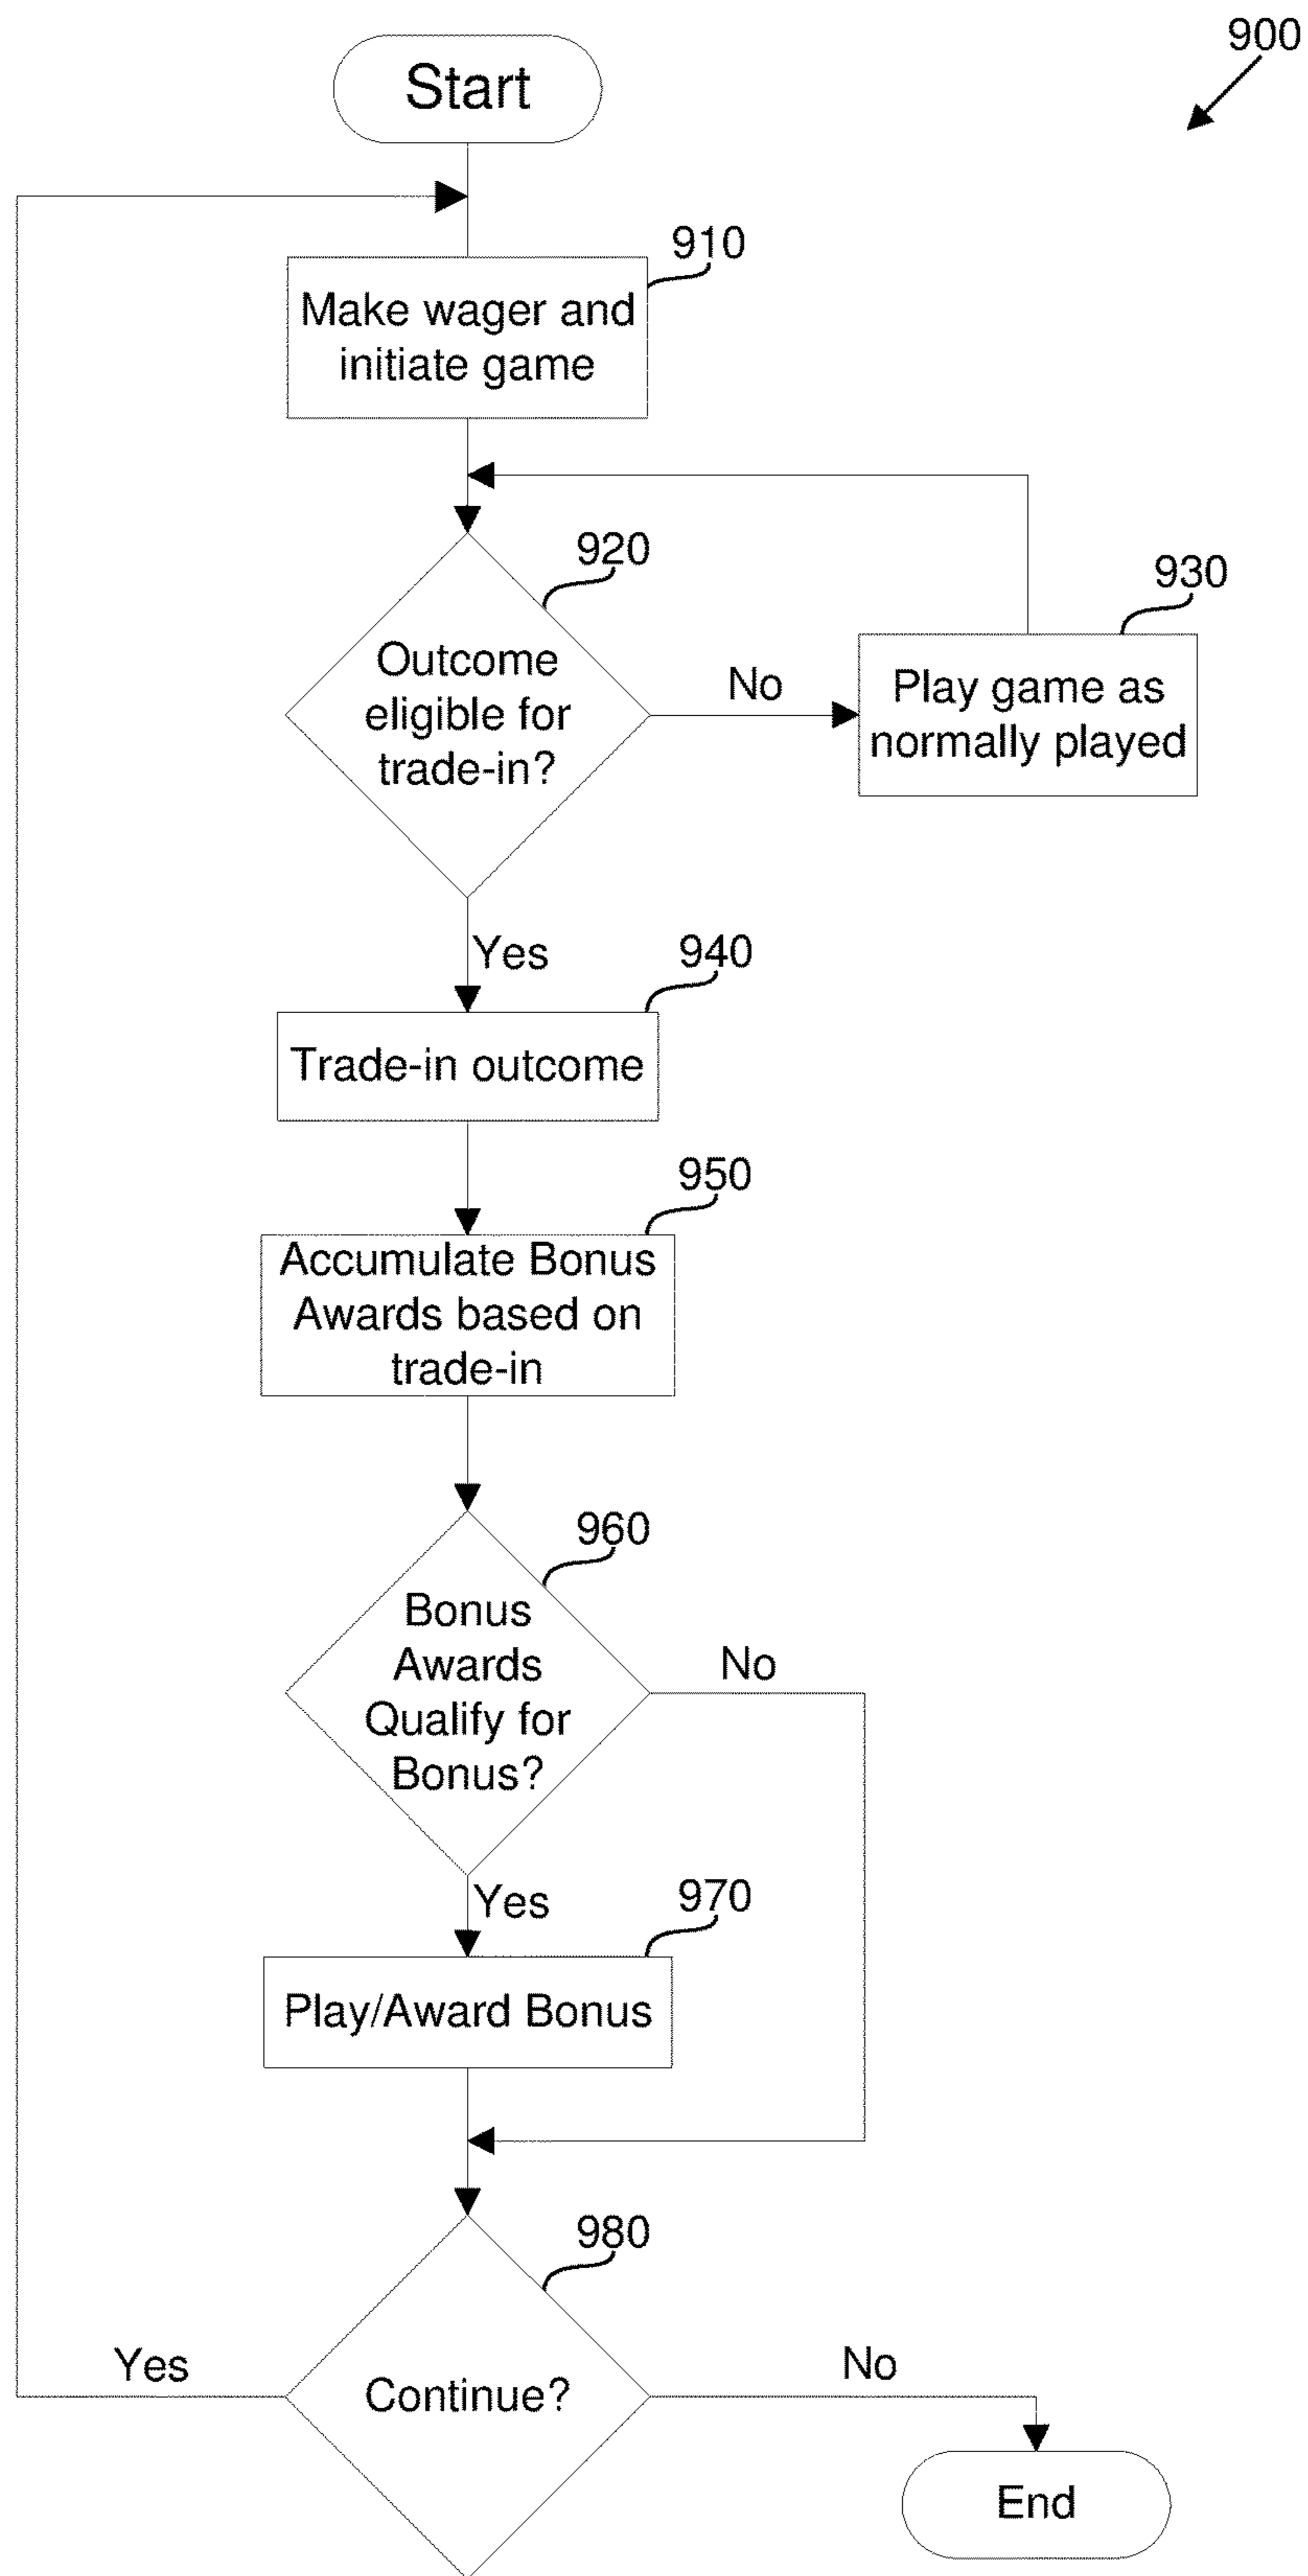 900
Start
910
Make wager and
initiate game
920
Outcome
eligible for
trade-in?
No
930
Play game as
normally played
Yes
940
Trade-in outcome
950
Accumulate Bonus
Awards based on
trade-in
960
Bonus
Awards
Qualify for
Bonus?
No
Yes
970
Play/Award Bonus
980
Continue?
Yes
No
End